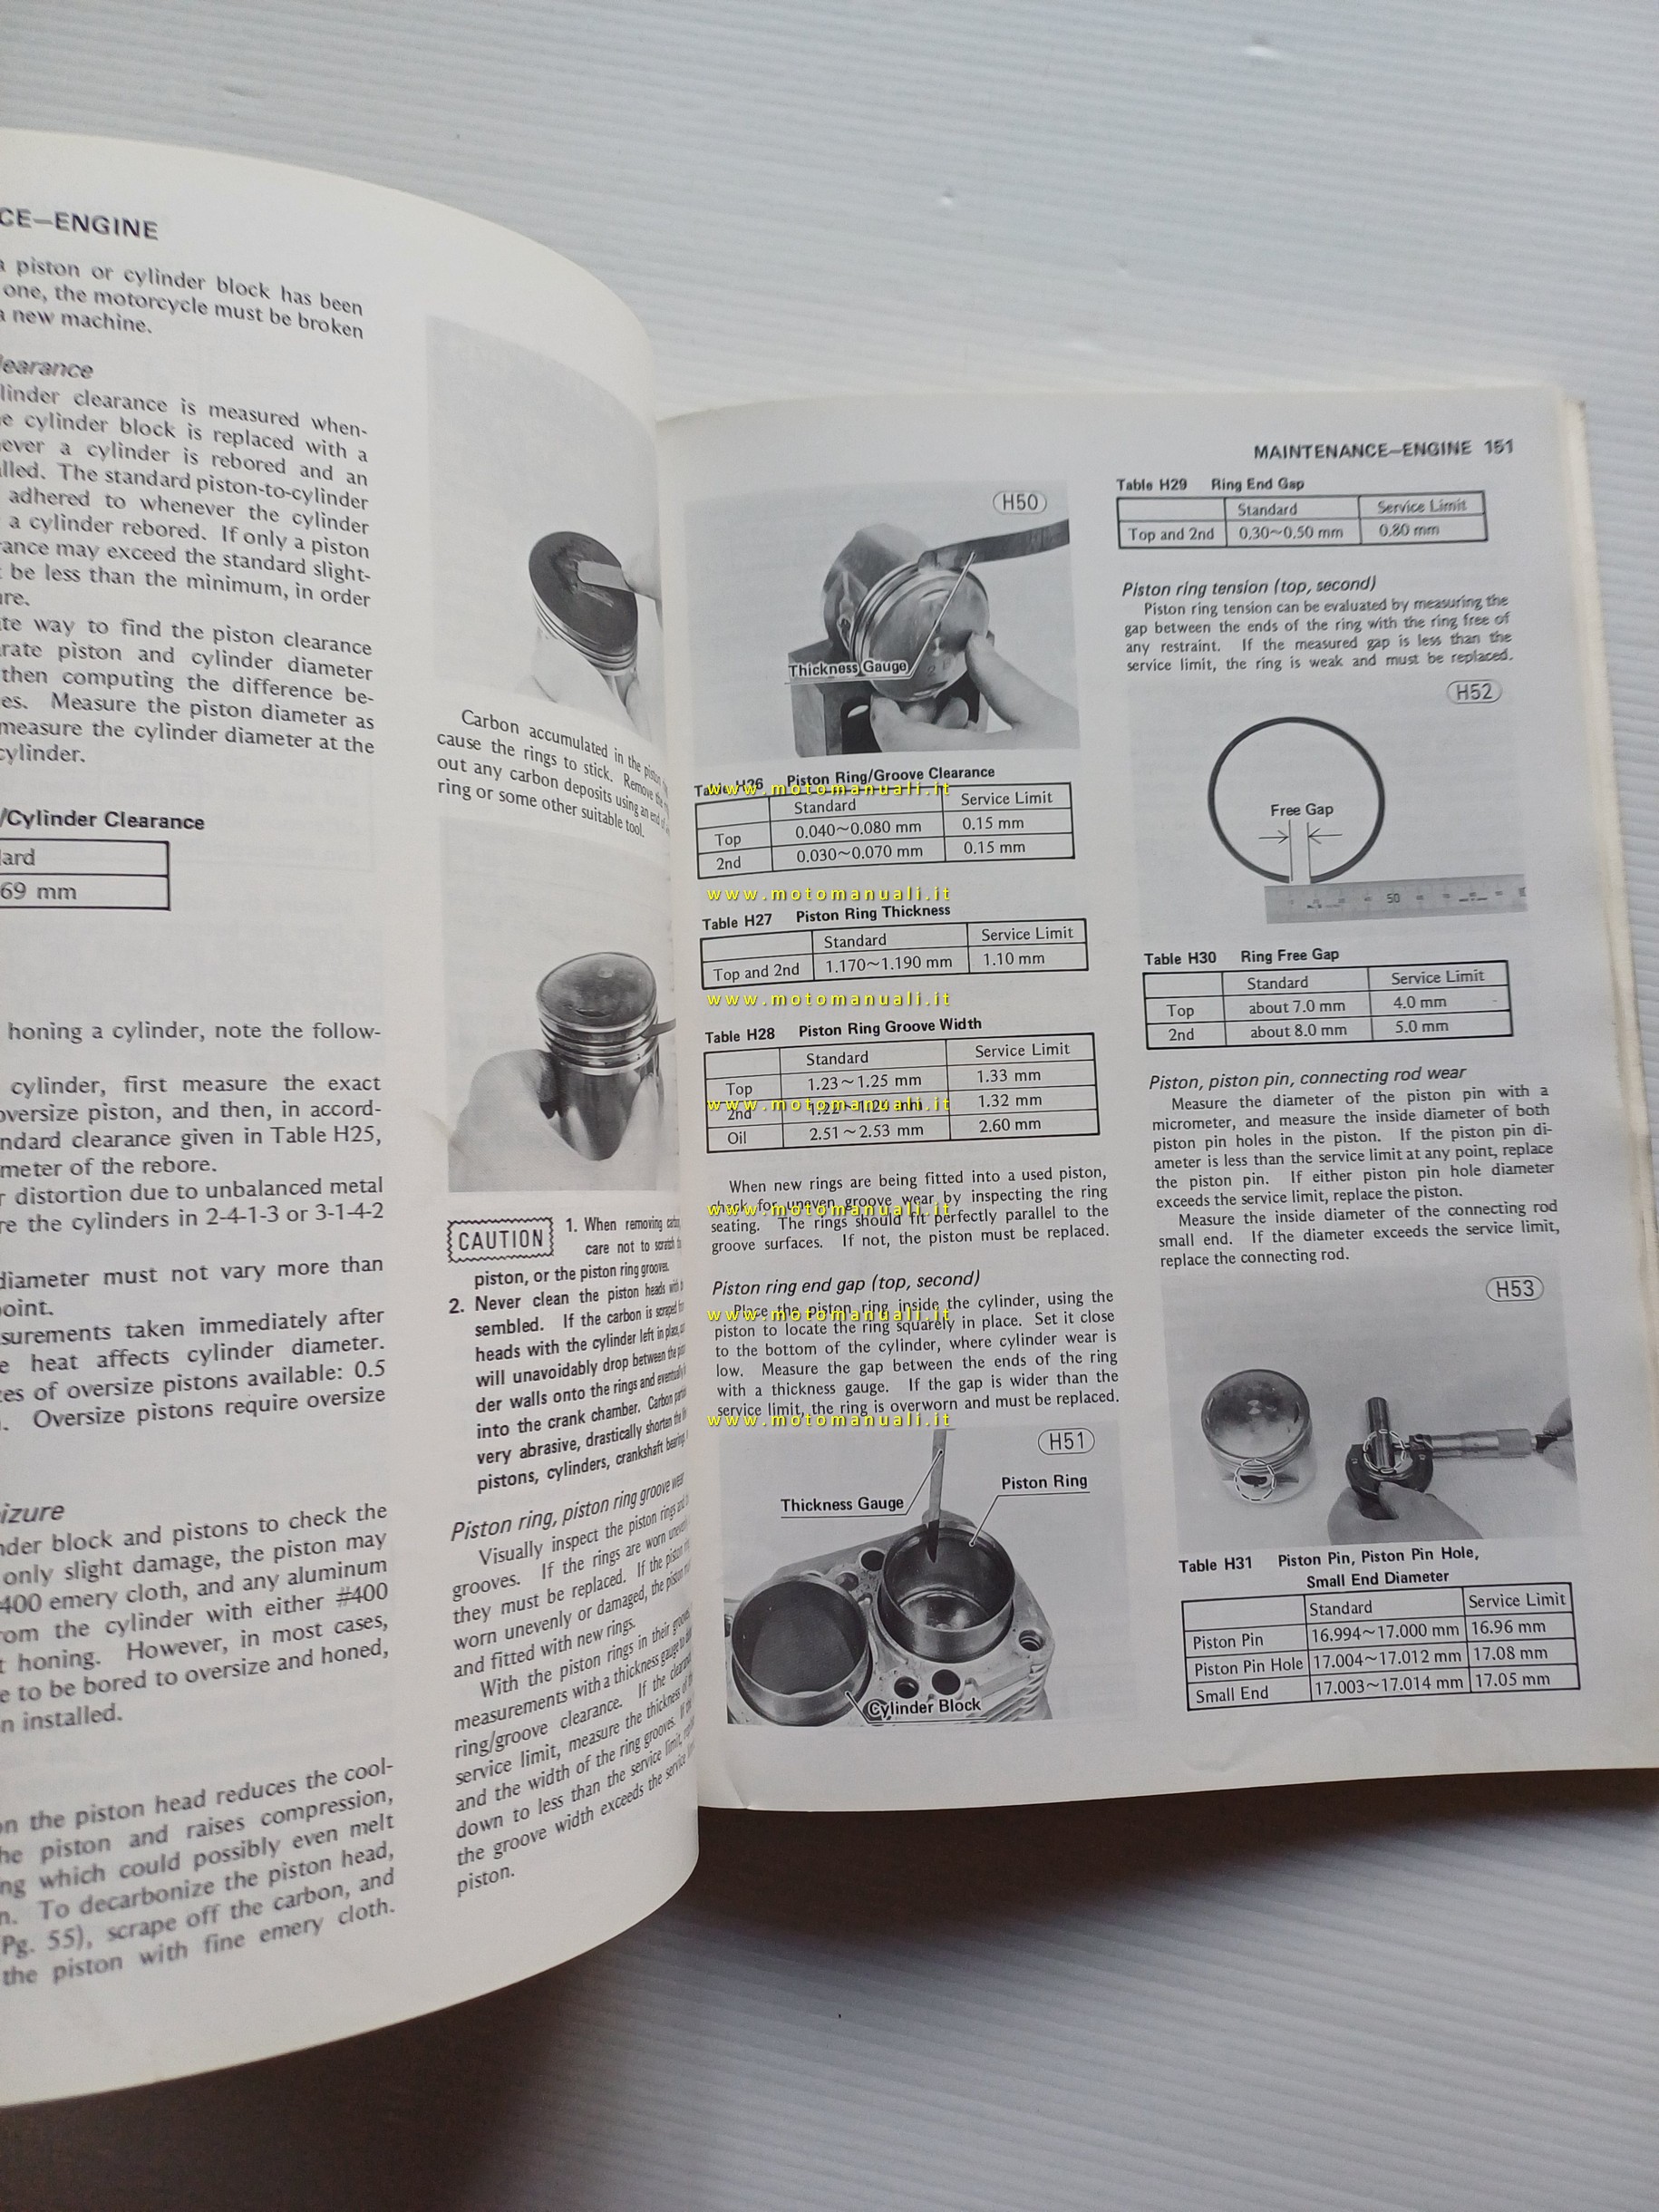 CE—ENGINE
a piston or cylinder block has been
one, the motorcycle must be broken
a new machine.
learance
linder clearance is measured when-
e cylinder block is replaced with a
never a cylinder is rebored and an
lled. The standard piston-to-cylinder
adhered to whenever the cylinder
a cylinder rebored. If only a piston
rance may exceed the standard slight-
be less than the minimum, in order
ure.
te way to find the piston clearance
arate piston and cylinder diameter
then computing the difference be-
es. Measure the piston diameter as
measure the cylinder diameter at the
cylinder.
/Cylinder Clearance
ard
69 mm
honing a cylinder, note the follow-
cylinder, first measure the exact
oversize piston, and then, in accord-
ndard clearance given in Table H25,
meter of the rebore.
r distortion due to unbalanced metal
re the cylinders in 2-4-1-3 or 3-1-4-2
diameter must not vary more than
point.
surements taken immediately after
e heat affects cylinder diameter.
es of oversize pistons available: 0.5
. Oversize pistons require oversize
izure
nder block and pistons to check the
only slight damage, the piston may
400 emery cloth, and any aluminum
om the cylinder with either #400
t honing. However, in most cases,
e to be bored to oversize and honed,
n installed.
on the piston head reduces the cool-
he piston and raises compression,
ng which could possibly even melt
n. To decarbonize the piston head,
Pg. 55), scrape off the carbon, and
the piston with fine emery cloth.
Carbon accumulated in the piston
cause the rings to stick. Remove the
out any carbon deposits using an end of
ring or some other suitable tool.
CAUTION 1. When removing
care not to scratch
piston, or the piston ring grooves.
2. Never clean the piston heads
sembled. If the carbon is scraped
heads with the cylinder left in place,
will unavoidably drop between the
der walls onto the rings and eventually
into the crank chamber. Carbon
very abrasive, drastically shorten the
pistons, cylinders, crankshaft bearing
Piston ring, piston ring groove wear
Visually inspect the piston rings and
grooves. If the rings are worn
they must be replaced. If the piston
worn unevenly or damaged, the piston
and fitted with new rings.
With the piston rings in their grooves
measurements with a thickness gauge to
ring/groove clearance. If the clearance
service limit, measure the thickness of
and the width of the ring grooves. If
down to less than the service limit,
the groove width exceeds the service
piston.
MAINTENANCE—ENGINE 151
H50
Thickness Gauge
Table H26 Piston Ring/Groove Clearance
www.motomanuali.it
Standard Service Limit
Top 0.040~0.080 mm 0.15 mm
2nd 0.030~0.070 mm 0.15 mm
www.motomanuali.it
Table H27 Piston Ring Thickness
Standard Service Limit
Top and 2nd 1.170~1.190 mm 1.10 mm
www.motomanuali.it
Table H28 Piston Ring Groove Width
Standard Service Limit
Top 1.23~1.25 mm 1.33 mm
2nd 1.22~1.24 mm 1.32 mm
www.motomanuali.it
Oil 2.51~2.53 mm 2.60 mm
When new rings are being fitted into a used piston,
check for uneven groove wear by inspecting the ring
www.motomanuali.it
seating. The rings should fit perfectly parallel to the
groove surfaces. If not, the piston must be replaced.
Piston ring end gap (top, second)
Place the piston ring inside the cylinder, using the
www.motomanuali.it
piston to locate the ring squarely in place. Set it close
to the bottom of the cylinder, where cylinder wear is
low. Measure the gap between the ends of the ring
with a thickness gauge. If the gap is wider than the
service limit, the ring is overworn and must be replaced.
www.motomanuali.it
H51
Thickness Gauge
Piston Ring
Cylinder Block
Table H29 Ring End Gap
Standard Service Limit
Top and 2nd 0.30~0.50 mm 0.80 mm
Piston ring tension (top, second)
Piston ring tension can be evaluated by measuring the
gap between the ends of the ring with the ring free of
any restraint. If the measured gap is less than the
service limit, the ring is weak and must be replaced.
H52
Free Gap
50
Table H30 Ring Free Gap
Standard Service Limit
Top about 7.0 mm 4.0 mm
2nd about 8.0 mm 5.0 mm
Piston, piston pin, connecting rod wear
Measure the diameter of the piston pin with a
micrometer, and measure the inside diameter of both
piston pin holes in the piston. If the piston pin di-
ameter is less than the service limit at any point, replace
the piston pin. If either piston pin hole diameter
exceeds the service limit, replace the piston.
Measure the inside diameter of the connecting rod
small end. If the diameter exceeds the service limit,
replace the connecting rod.
H53
Table H31 Piston Pin, Piston Pin Hole,
Small End Diameter
Standard Service Limit
Piston Pin 16.994~17.000 mm 16.96 mm
Piston Pin Hole 17.004~17.012 mm 17.08 mm
Small End 17.003~17.014 mm 17.05 mm